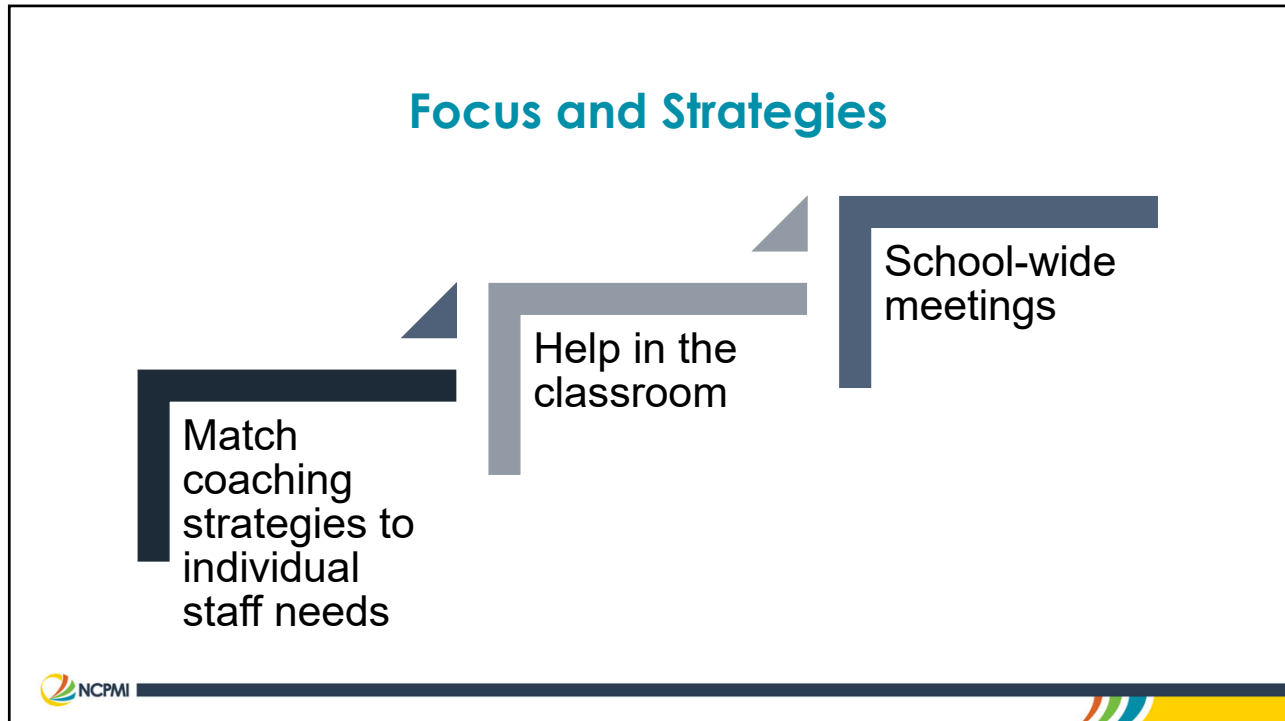 Focus and Strategies
Match
coaching
strategies to
individual
staff needs
Help in the
classroom
School-wide
meetings
NCPMI